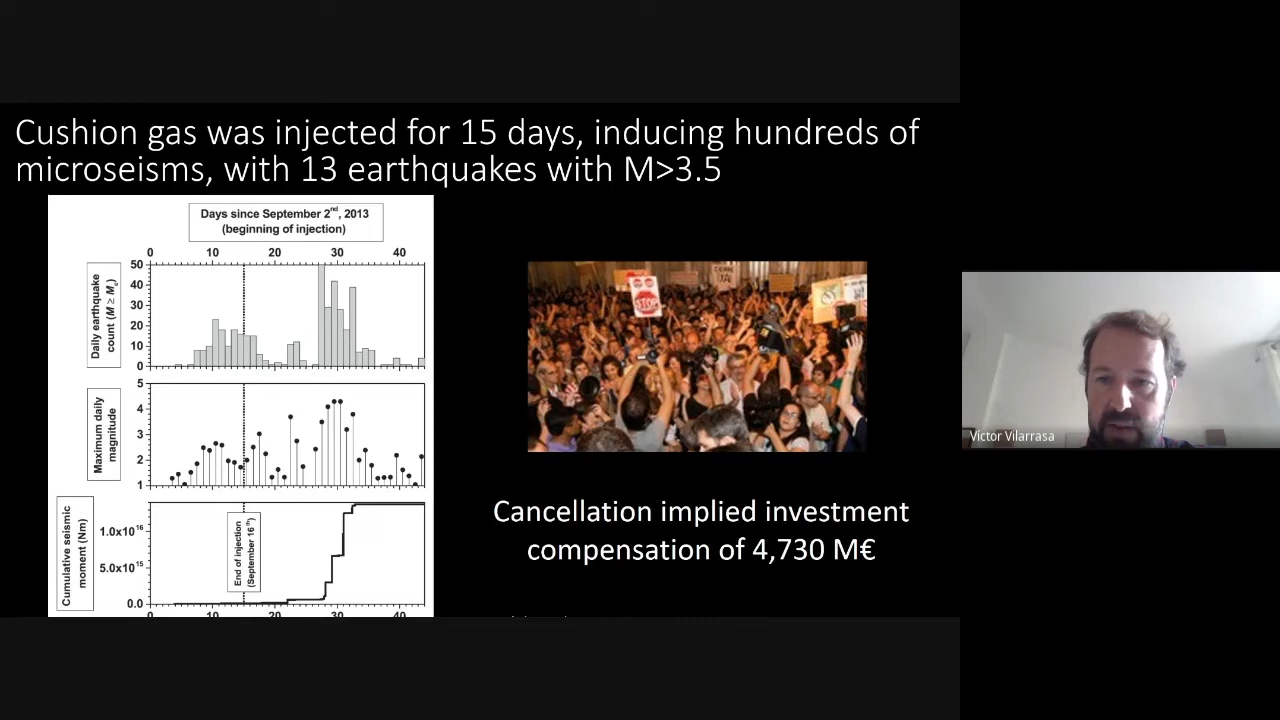 Cushion gas was injected for 15 days, inducing hundreds of
microseisms, with 13 earthquakes with M>3.5
Days since September 2nd, 2013
(beginning of injection)
0 10 20 30 40
Daily earthquake
count (M ≥ Mc)
50
40
30
20
10
0
Maximum daily
magnitude
5
4
3
2
1
Cumulative seismic
moment (Nm)
1.0x10^16
5.0x10^15
0.0
End of injection
(September 16th)
0 10 20 30 40
STOP
Cancellation implied investment
compensation of 4,730 M€
Víctor Vilarrasa